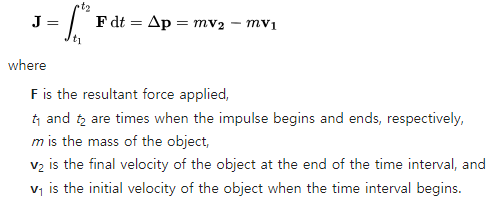 J = ∫_{t₁}^{t₂} F dt = Δp = mv₂ − mv₁
where
F is the resultant force applied,
t₁ and t₂ are times when the impulse begins and ends, respectively,
m is the mass of the object,
v₂ is the final velocity of the object at the end of the time interval, and
v₁ is the initial velocity of the object when the time interval begins.